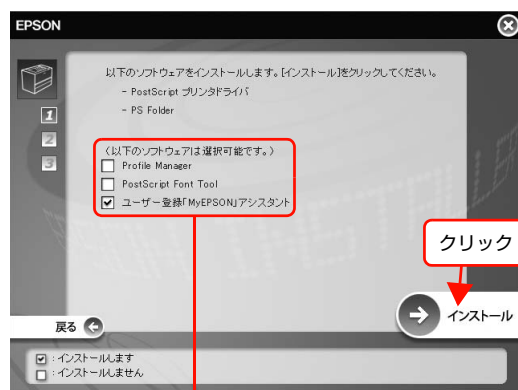 EPSON
以下のソフトウェアをインストールします。[インストール]をクリックしてください。
- PostScript プリンタドライバ
- PS Folder
1
2
3
（以下のソフトウェアは選択可能です。）
Profile Manager
PostScript Font Tool
ユーザー登録「MyEPSON」アシスタント
クリック
インストール
戻る
：インストールします
：インストールしません